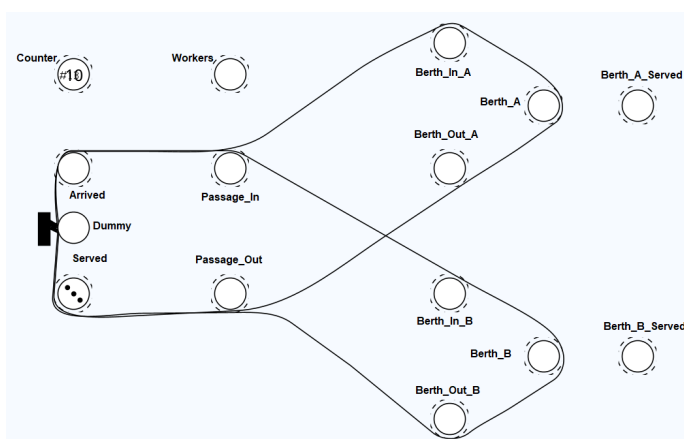 Counter
Workers
Berth_In_A
Berth_A_Served
Berth_A
Berth_Out_A
Arrived
Passage_In
Dummy
Served
Passage_Out
Berth_In_B
Berth_B_Served
Berth_B
Berth_Out_B